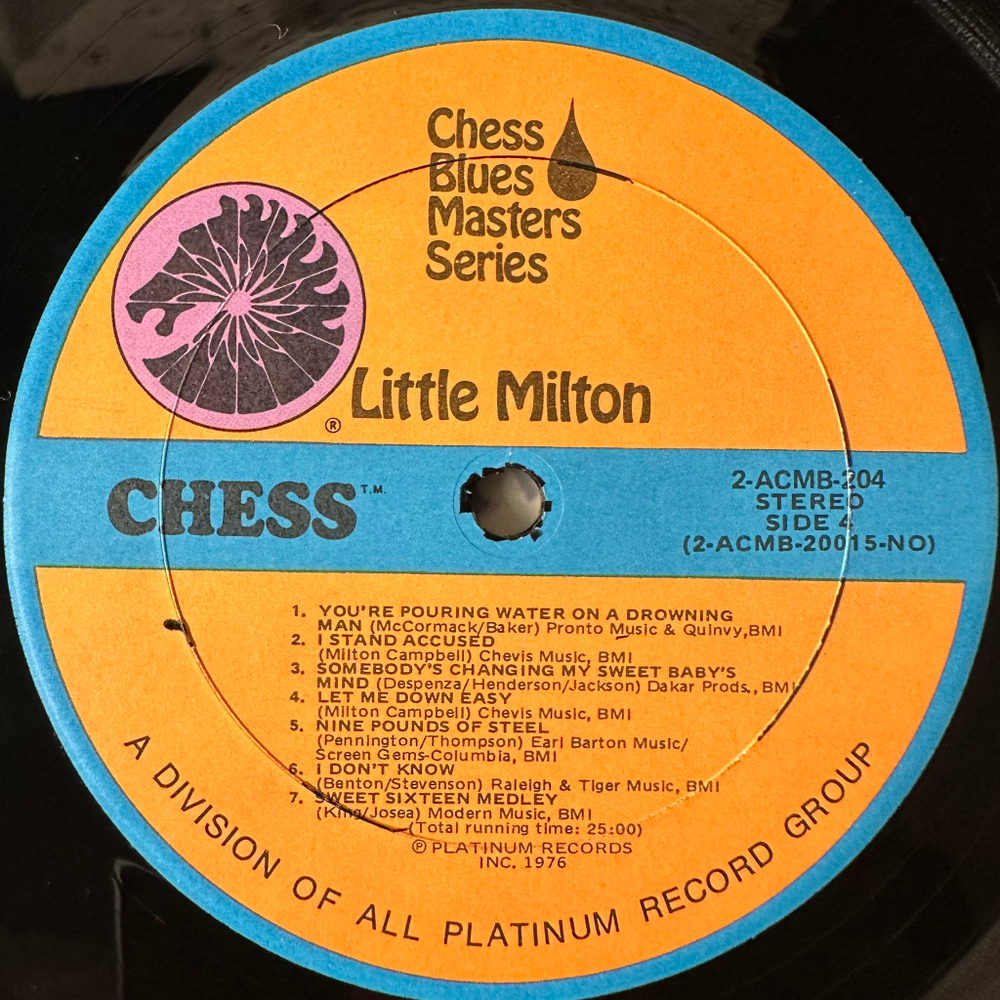 Chess
Blues
Masters
Series
Little Milton
®
CHESS T.M.
2-ACMB-204
STEREO
SIDE 4
(2-ACMB-20015-NO)
1. YOU'RE POURING WATER ON A DROWNING
MAN (McCormack/Baker) Pronto Music & Quinvy,BMI
2. I STAND ACCUSED
(Milton Campbell) Chevis Music, BMI
3. SOMEBODY'S CHANGING MY SWEET BABY'S
MIND (Despenza/Henderson/Jackson) Dakar Prods., BMI
4. LET ME DOWN EASY
(Milton Campbell) Chevis Music, BMI
5. NINE POUNDS OF STEEL
(Pennington/Thompson) Earl Barton Music/
Screen Gems-Columbia, BMI
6. I DON'T KNOW
(Benton/Stevenson) Raleigh & Tiger Music, BMI
7. SWEET SIXTEEN MEDLEY
(King/Josea) Modern Music, BMI
(Total running time: 25:00)
℗ PLATINUM RECORDS
INC. 1976
A DIVISION OF ALL PLATINUM RECORD GROUP